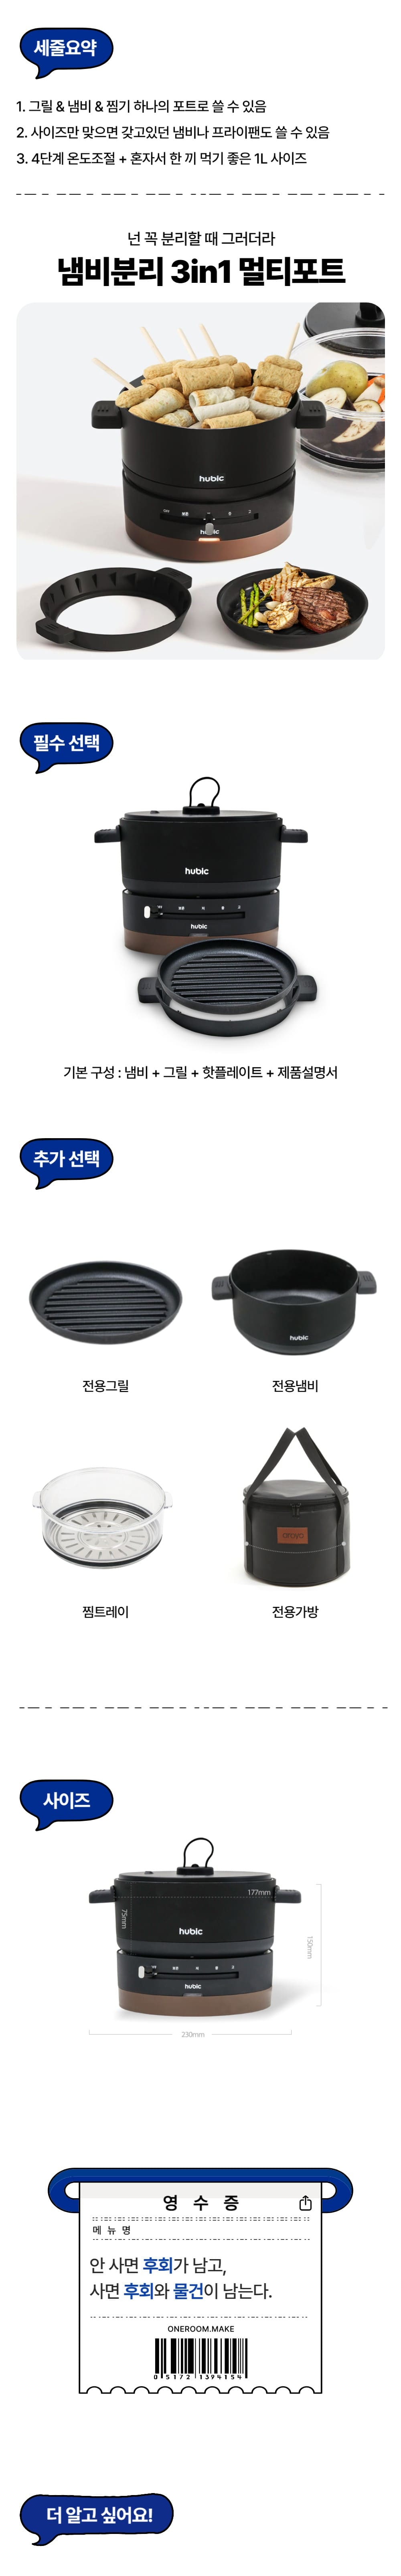 세줄요약
1. 그릴 & 냄비 & 찜기 하나의 포트로 쓸 수 있음
2. 사이즈만 맞으면 갖고있던 냄비나 프라이팬도 쓸 수 있음
3. 4단계 온도조절 + 혼자서 한 끼 먹기 좋은 1L 사이즈
넌 꼭 분리할 때 그러더라
냄비분리 3in1 멀티포트
hubic
필수 선택
hubic
hubic
기본 구성 : 냄비 + 그릴 + 핫플레이트 + 제품설명서
추가 선택
hubic
전용그릴
전용냄비
찜트레이
전용가방
사이즈
177mm
75mm
hubic
150mm
hubic
230mm
영 수 증
메 뉴 명
안 사면 후회가 남고,
사면 후회와 물건이 남는다.
ONEROOM.MAKE
더 알고 싶어요!